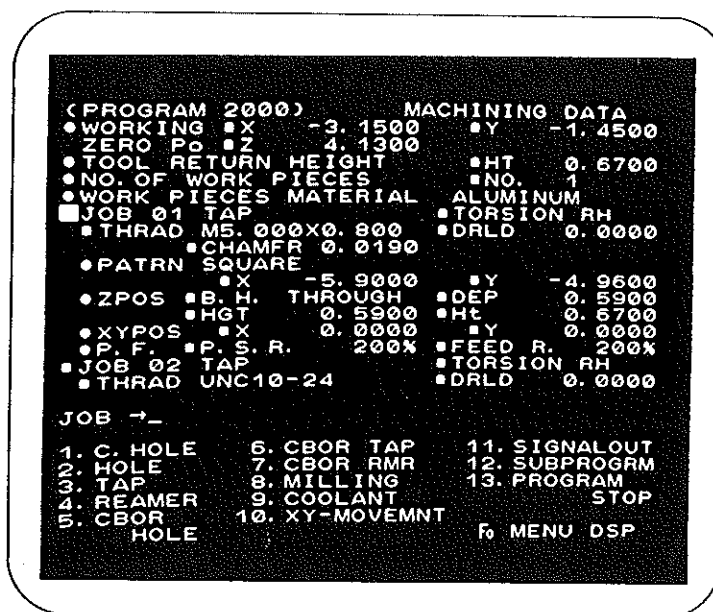 (PROGRAM 2000) MACHINING DATA
●WORKING ■X -3.1500 ■Y -1.4500
ZERO Po ■Z 4.1300
●TOOL RETURN HEIGHT ■HT 0.6700
●NO. OF WORK PIECES ■NO. 1
●WORK PIECES MATERIAL ALUMINUM
■JOB 01 TAP ■TORSION RH
■THRAD M5.000X0.800 ■DRLD 0.0000
■CHAMFR 0.0190
●PATRN SQUARE
■X -5.9000 ■Y -4.9600
●ZPOS ■B.H. THROUGH ■DEP 0.5900
■HGT 0.5900 ■Ht 0.6700
●XYPOS ■X 0.0000 ■Y 0.0000
●P.F. ■P.S.R. 200% ■FEED R. 200%
■JOB 02 TAP ■TORSION RH
■THRAD UNC10-24 ■DRLD 0.0000
JOB →_
1. C. HOLE 6. CBOR TAP 11. SIGNALOUT
2. HOLE 7. CBOR RMR 12. SUBPROGRM
3. TAP 8. MILLING 13. PROGRAM
4. REAMER 9. COOLANT STOP
5. CBOR 10. XY-MOVEMNT
HOLE F0 MENU DSP